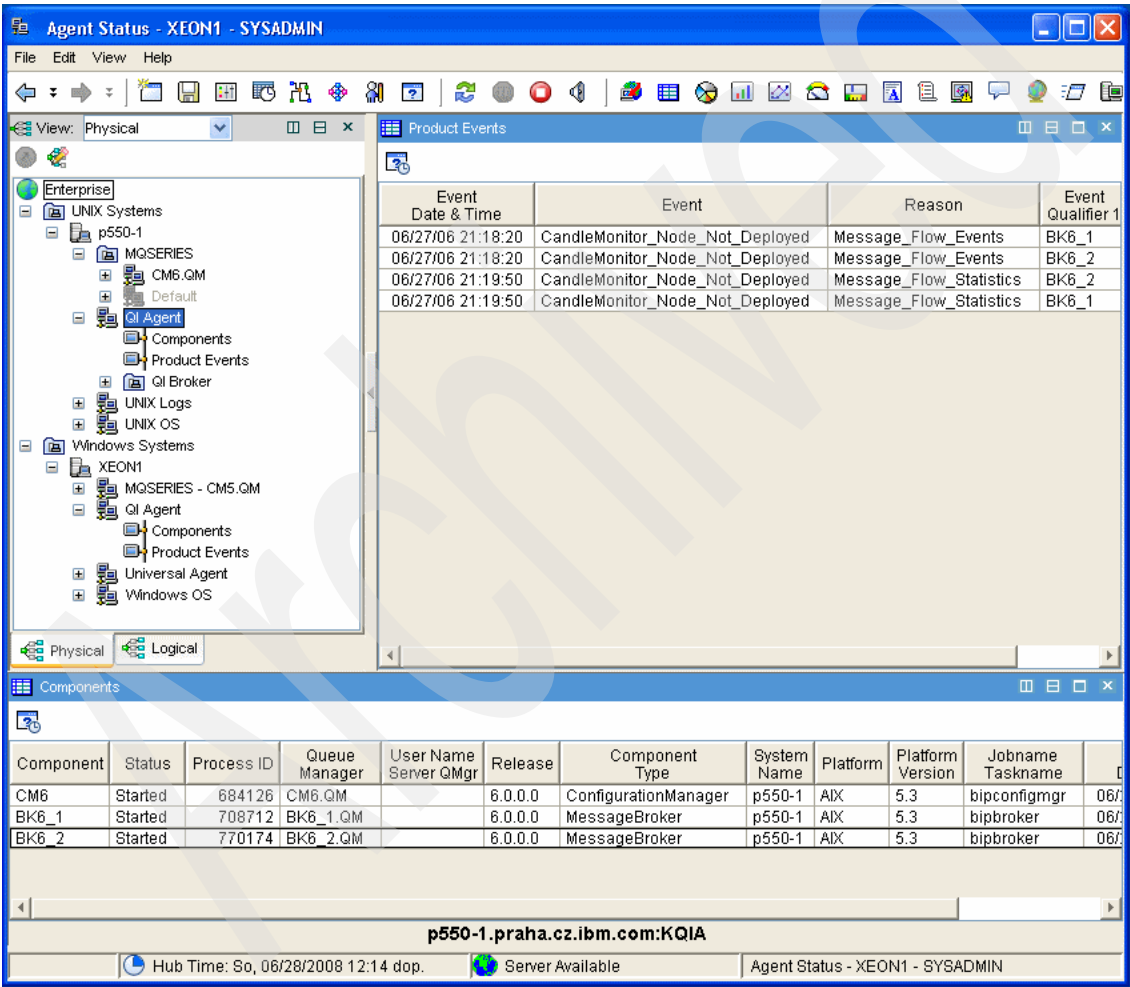 Agent Status - XEON1 - SYSADMIN
File Edit View Help
View: Physical
Enterprise
UNIX Systems
p550-1
MQSERIES
CM6.QM
Default
QI Agent
Components
Product Events
QI Broker
UNIX Logs
UNIX OS
Windows Systems
XEON1
MQSERIES - CM5.QM
QI Agent
Components
Product Events
Universal Agent
Windows OS
Physical Logical
Product Events
Event Date & Time Event Reason Event Qualifier 1
06/27/06 21:18:20 CandleMonitor_Node_Not_Deployed Message_Flow_Events BK6_1
06/27/06 21:18:20 CandleMonitor_Node_Not_Deployed Message_Flow_Events BK6_2
06/27/06 21:19:50 CandleMonitor_Node_Not_Deployed Message_Flow_Statistics BK6_2
06/27/06 21:19:50 CandleMonitor_Node_Not_Deployed Message_Flow_Statistics BK6_1
Components
Component Status Process ID Queue Manager User Name Server QMgr Release Component Type System Name Platform Platform Version Jobname Taskname
CM6 Started 684126 CM6.QM 6.0.0.0 ConfigurationManager p550-1 AIX 5.3 bipconfigmgr 06/
BK6_1 Started 708712 BK6_1.QM 6.0.0.0 MessageBroker p550-1 AIX 5.3 bipbroker 06/
BK6_2 Started 770174 BK6_2.QM 6.0.0.0 MessageBroker p550-1 AIX 5.3 bipbroker 06/
p550-1.praha.cz.ibm.com:KQIA
Hub Time: So, 06/28/2008 12:14 dop. Server Available Agent Status - XEON1 - SYSADMIN
Archived